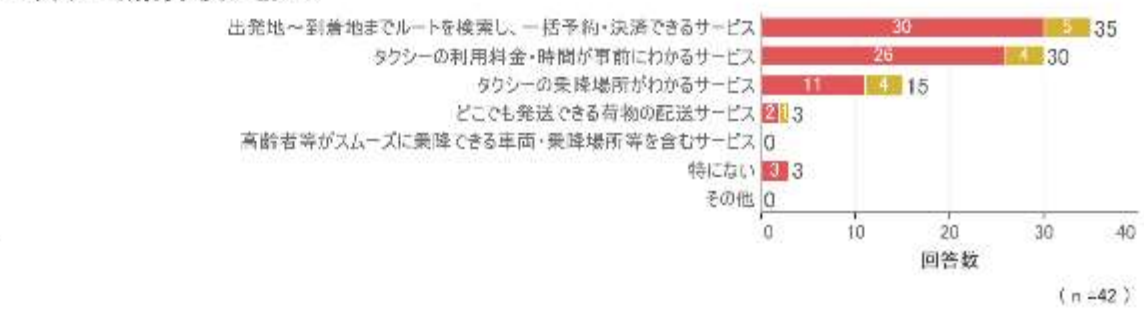 出発地～到着地までルートを検索し、一括予約・決済できるサービス 30 5 35
タクシーの利用料金・時間が事前にわかるサービス 26 4 30
タクシーの乗降場所がわかるサービス 11 4 15
どこでも発送できる荷物の配送サービス 2 1 3
高齢者等がスムーズに乗降できる車両・乗降場所等を含むサービス 0
特にない 3 3
その他 0
0 10 20 30 40
回答数
(n=42)